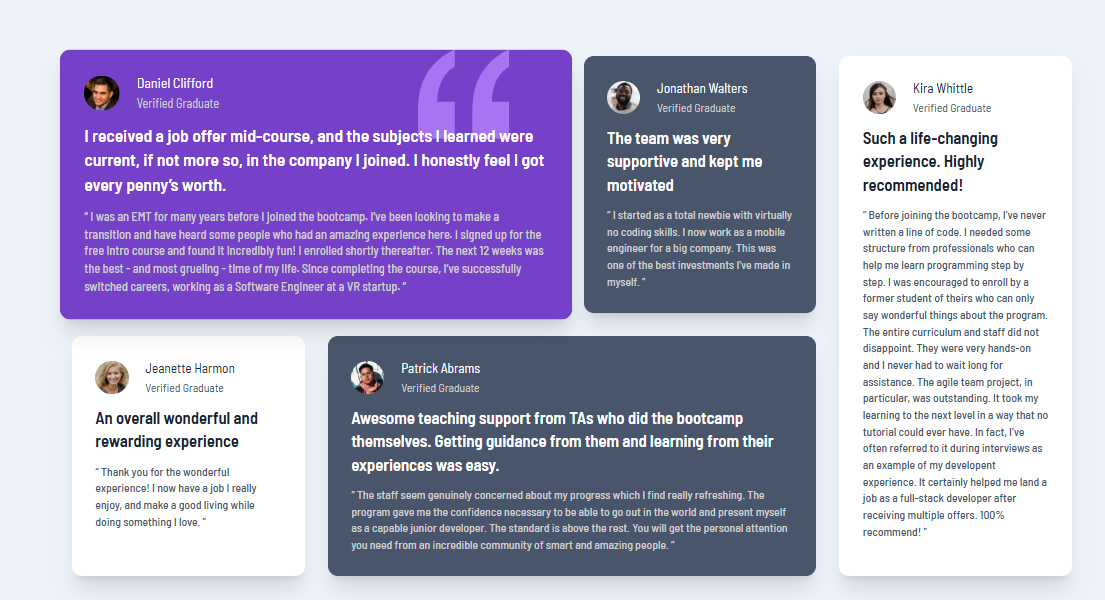 Daniel Clifford
Verified Graduate
I received a job offer mid-course, and the subjects I learned were
current, if not more so, in the company I joined. I honestly feel I got
every penny’s worth.
“ I was an EMT for many years before I joined the bootcamp. I’ve been looking to make a
transition and have heard some people who had an amazing experience here. I signed up for the
free intro course and found it incredibly fun! I enrolled shortly thereafter. The next 12 weeks was
the best - and most grueling - time of my life. Since completing the course, I’ve successfully
switched careers, working as a Software Engineer at a VR startup. ”
Jonathan Walters
Verified Graduate
The team was very
supportive and kept me
motivated
“ I started as a total newbie with virtually
no coding skills. I now work as a mobile
engineer for a big company. This was
one of the best investments I’ve made in
myself. ”
Kira Whittle
Verified Graduate
Such a life-changing
experience. Highly
recommended!
“ Before joining the bootcamp, I’ve never
written a line of code. I needed some
structure from professionals who can
help me learn programming step by
step. I was encouraged to enroll by a
former student of theirs who can only
say wonderful things about the program.
The entire curriculum and staff did not
disappoint. They were very hands-on
and I never had to wait long for
assistance. The agile team project, in
particular, was outstanding. It took my
learning to the next level in a way that no
tutorial could ever have. In fact, I’ve
often referred to it during interviews as
an example of my developent
experience. It certainly helped me land a
job as a full-stack developer after
receiving multiple offers. 100%
recommend! ”
Jeanette Harmon
Verified Graduate
An overall wonderful and
rewarding experience
“ Thank you for the wonderful
experience! I now have a job I really
enjoy, and make a good living while
doing something I love. ”
Patrick Abrams
Verified Graduate
Awesome teaching support from TAs who did the bootcamp
themselves. Getting guidance from them and learning from their
experiences was easy.
“ The staff seem genuinely concerned about my progress which I find really refreshing. The
program gave me the confidence necessary to be able to go out in the world and present myself
as a capable junior developer. The standard is above the rest. You will get the personal attention
you need from an incredible community of smart and amazing people. ”